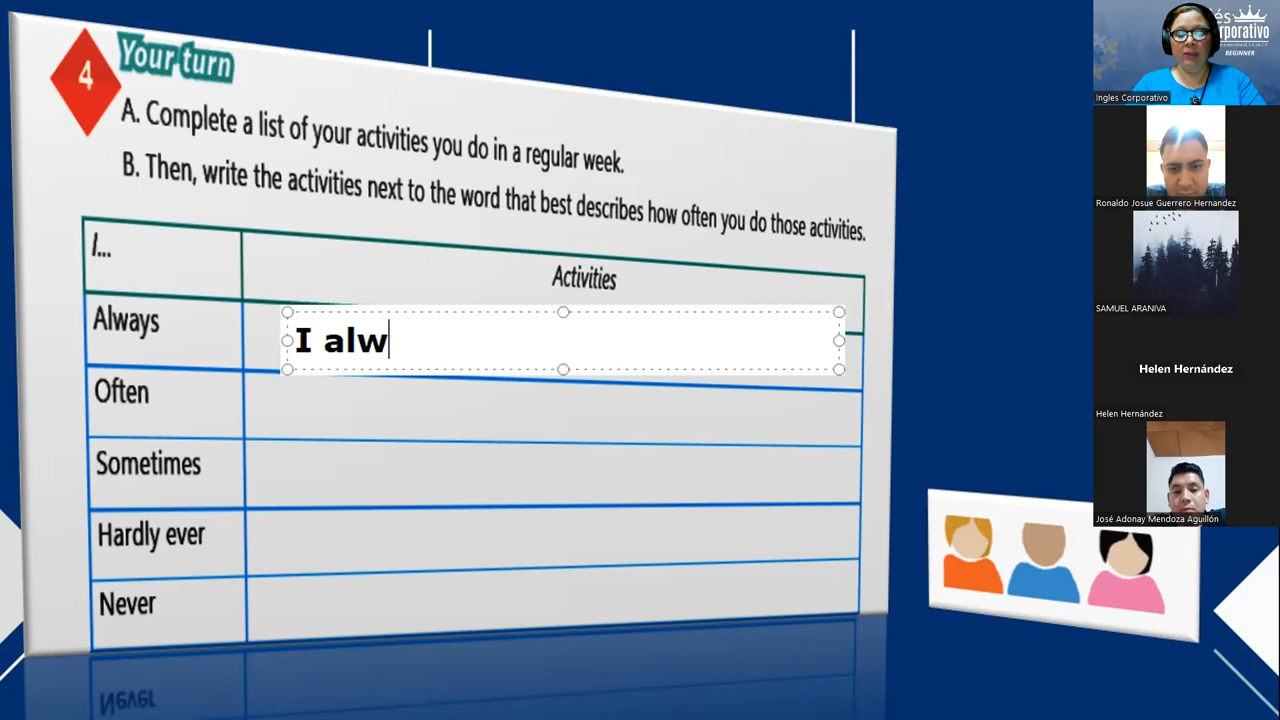 4
Your turn
A. Complete a list of your activities you do in a regular week.
B. Then, write the activities next to the word that best describes how often you do those activities.
I...
Activities
Always
I alw
Often
Sometimes
Hardly ever
Never
Never
BEGINNER
Ingles Corporativo
Ronaldo Josue Guerrero Hernandez
SAMUEL ARANIVA
Helen Hernández
Helen Hernández
José Adonay Mendoza Aguillón